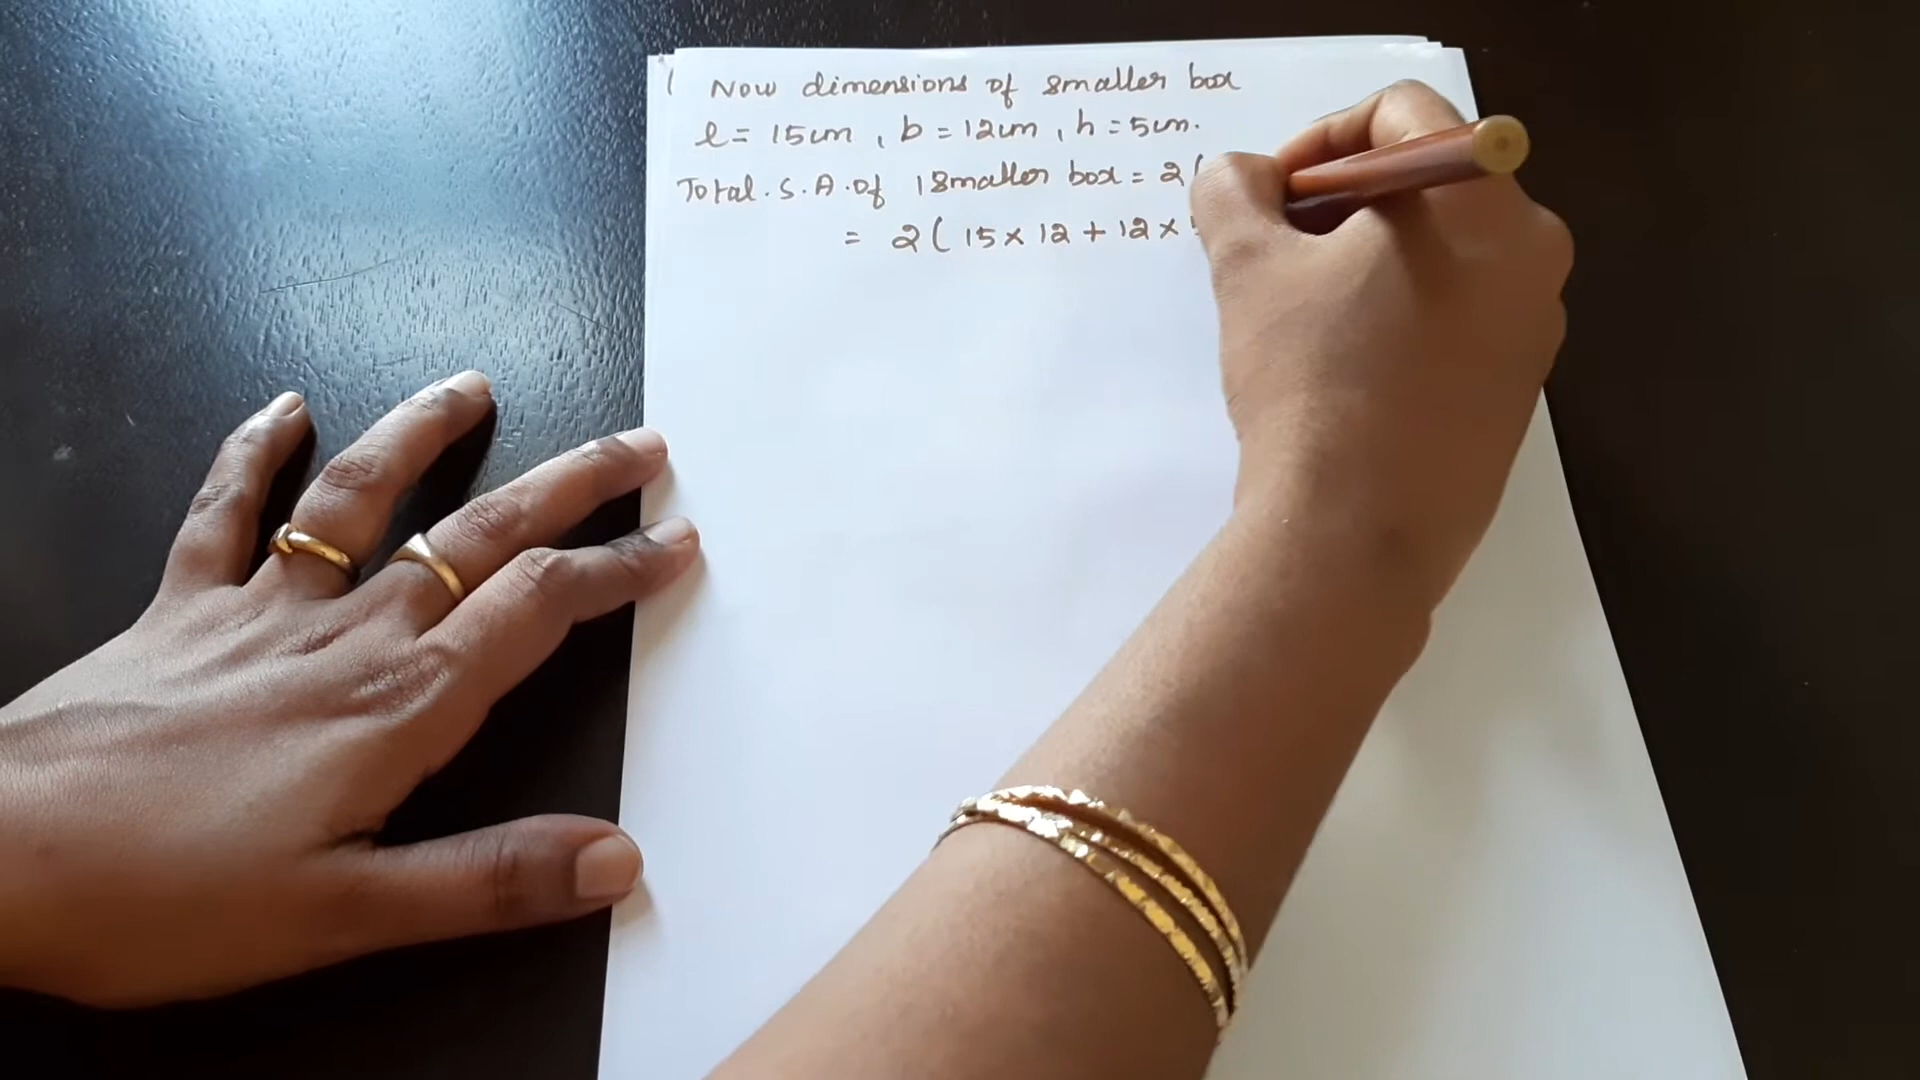 Now dimensions of smaller box
l = 15cm , b = 12cm , h = 5cm.
Total. S. A. of 1 smaller box = 2(
= 2 ( 15 × 12 + 12 ×